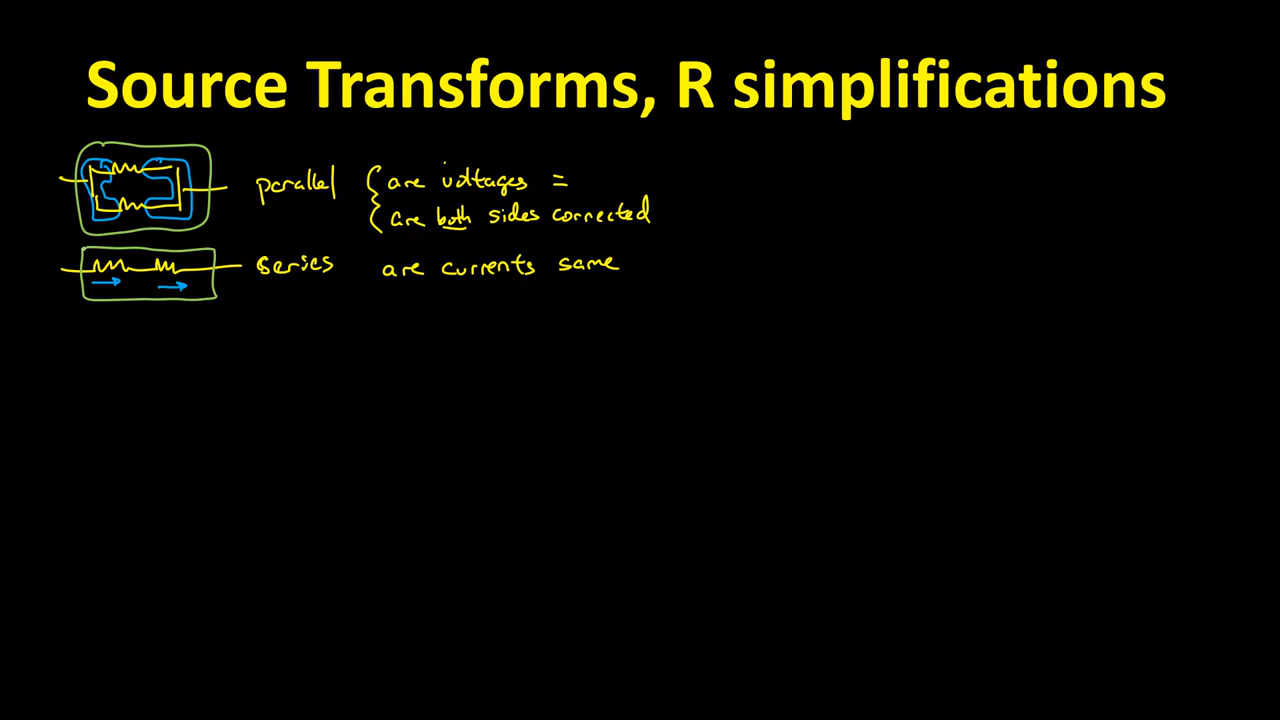 Source Transforms, R simplifications
parallel { are voltages =
are both sides connected
series are currents same